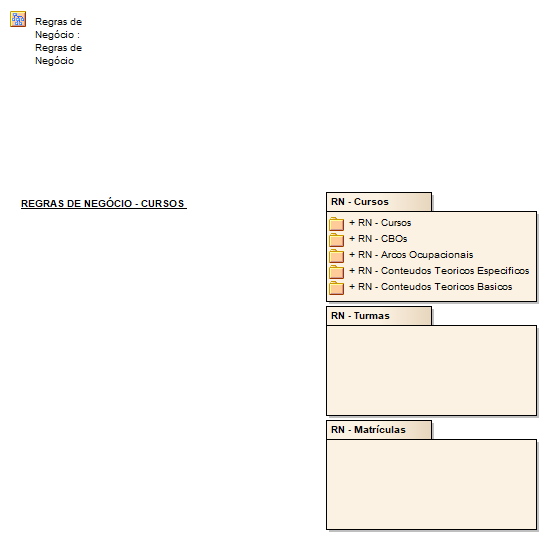 Regras de
Negócio :
Regras de
Negócio
REGRAS DE NEGÓCIO - CURSOS
RN - Cursos
+ RN - Cursos
+ RN - CBOs
+ RN - Arcos Ocupacionais
+ RN - Conteudos Teoricos Especificos
+ RN - Conteudos Teoricos Basicos
RN - Turmas
RN - Matrículas